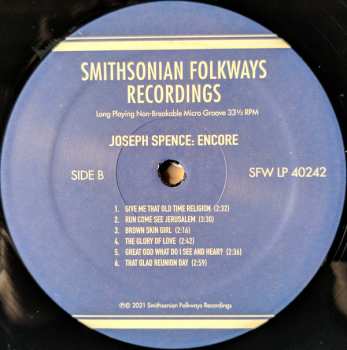 SMITHSONIAN FOLKWAYS
RECORDINGS
Long Playing Non-Breakable Micro Groove 33⅓ RPM
JOSEPH SPENCE: ENCORE
SIDE B
SFW LP 40242
1. GIVE ME THAT OLD TIME RELIGION (2:32)
2. RUN COME SEE JERUSALEM (3:30)
3. BROWN SKIN GIRL (2:16)
4. THE GLORY OF LOVE (2:42)
5. GREAT GOD WHAT DO I SEE AND HEAR? (2:36)
6. THAT GLAD REUNION DAY (2:59)
℗© 2021 Smithsonian Folkways Recordings